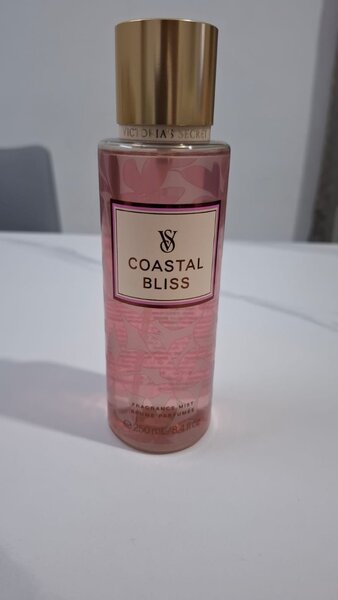 VICTORIA'S SECRET
VS
COASTAL
BLISS
FRAGRANCE MIST
BRUME PARFUMÉE
℮ 250 mL/8.4 fl oz